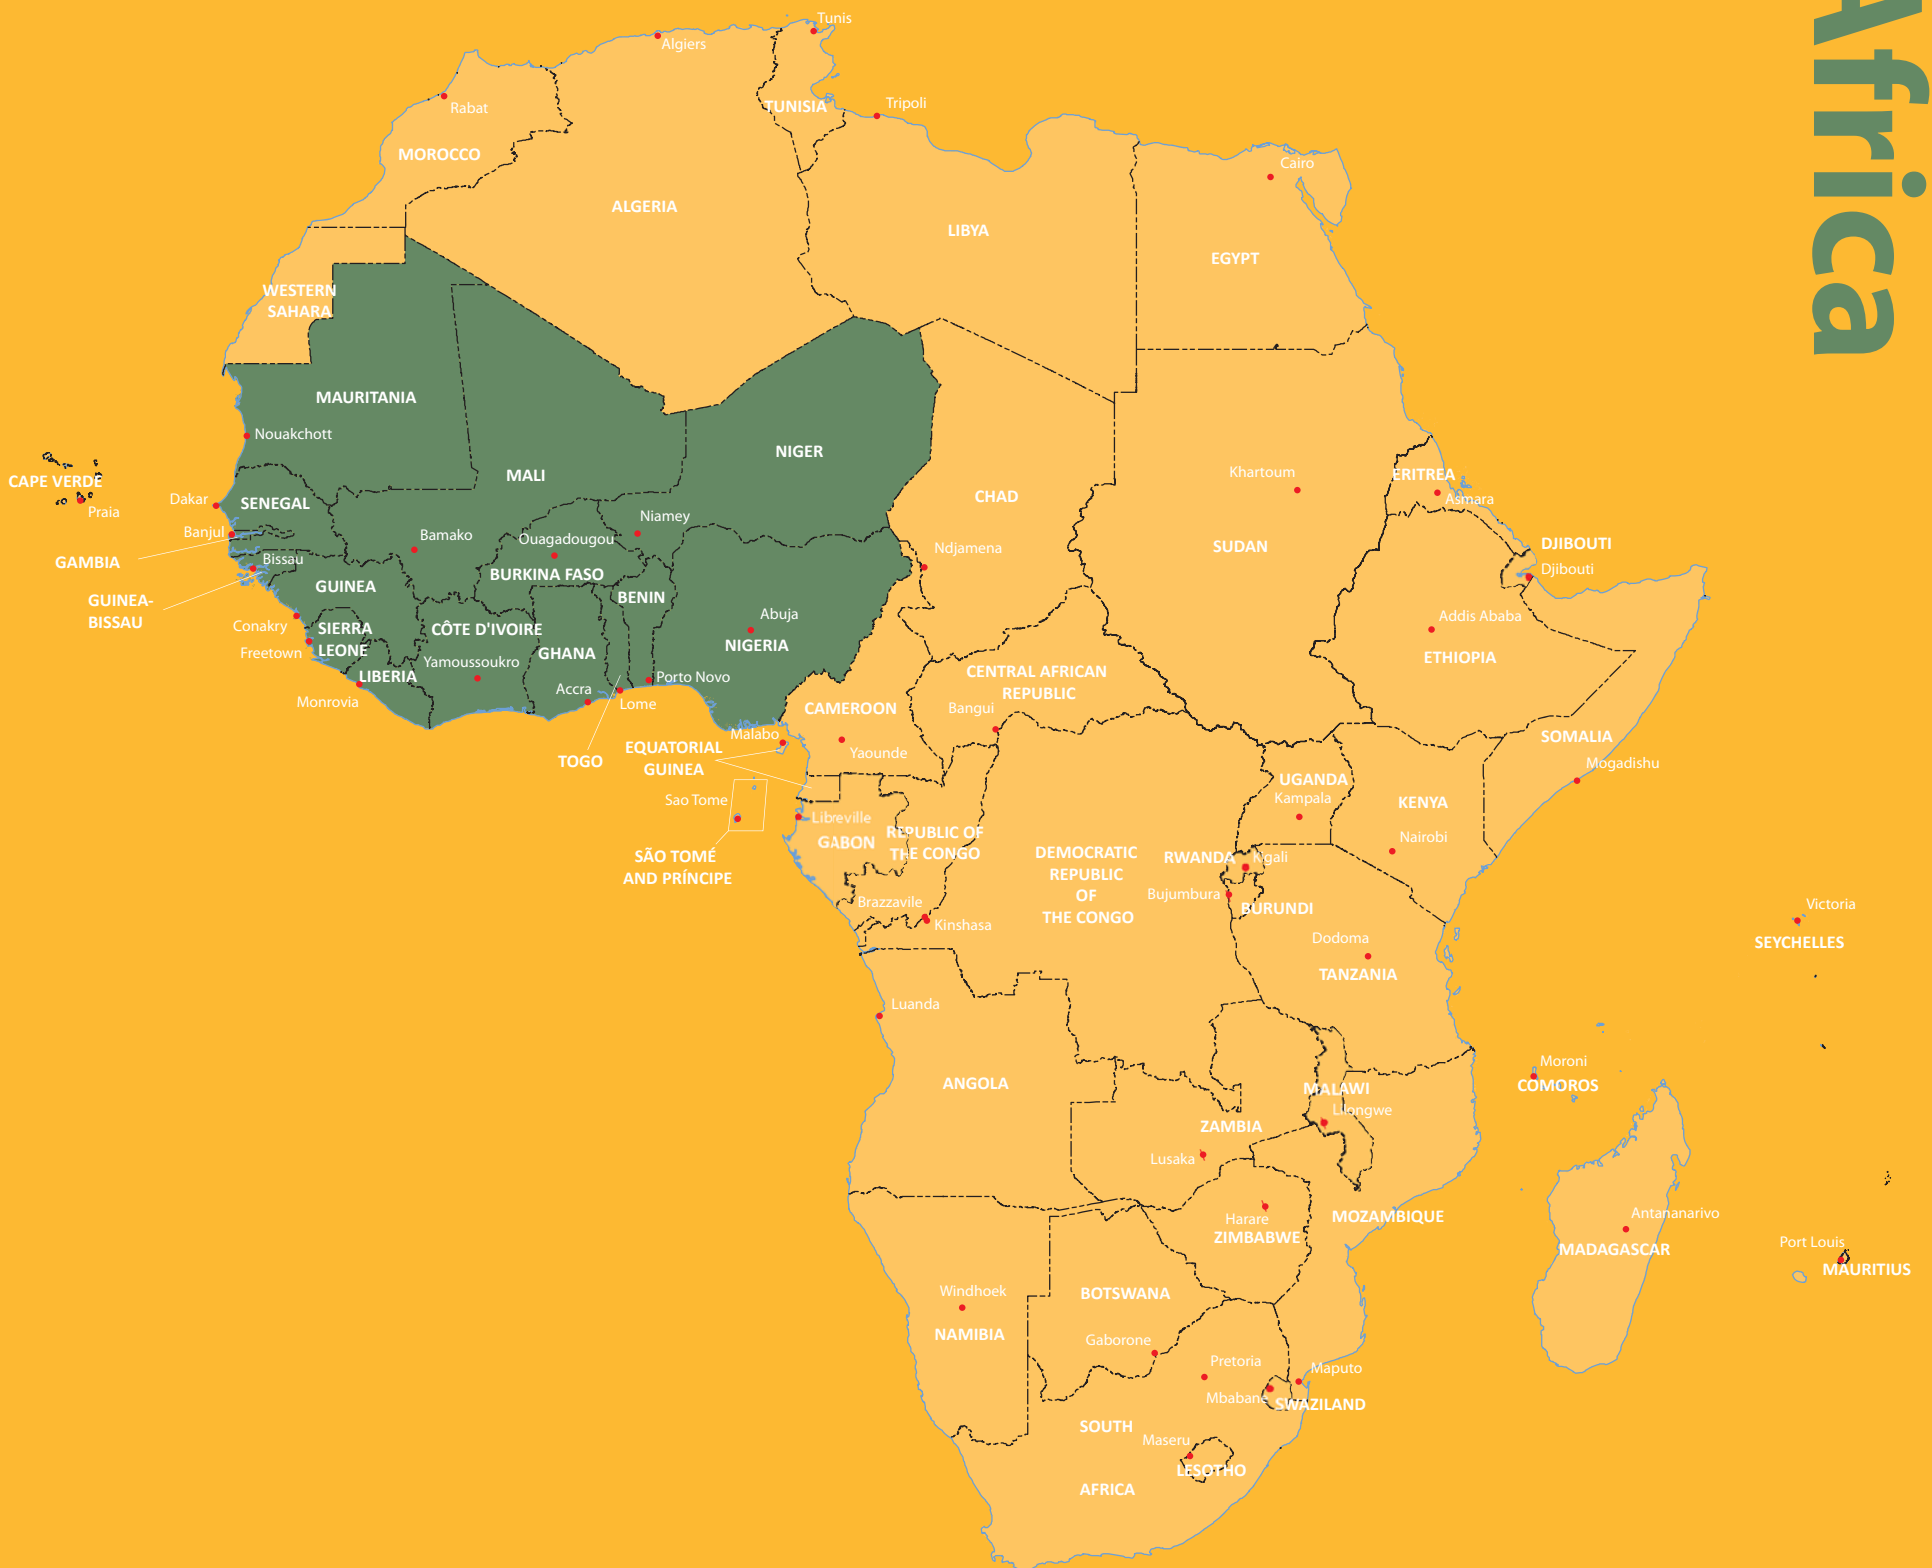 Africa
Tunis
Algiers
Rabat
TUNISIA
Tripoli
MOROCCO
Cairo
ALGERIA
LIBYA
EGYPT
WESTERN
SAHARA
MAURITANIA
Nouakchott
NIGER
MALI
CAPE VERDE
Praia
Dakar
SENEGAL
Khartoum
ERITREA
Asmara
CHAD
Banjul
Niamey
Bamako
Ouagadougou
GAMBIA
Bissau
Ndjamena
SUDAN
DJIBOUTI
Djibouti
BURKINA FASO
GUINEA
GUINEA-
BISSAU
BENIN
Abuja
Addis Ababa
Conakry
SIERRA
LEONE
CÔTE D'IVOIRE
NIGERIA
Freetown
GHANA
ETHIOPIA
Yamoussoukro
LIBERIA
Porto Novo
CENTRAL AFRICAN
REPUBLIC
Accra
Lome
Monrovia
CAMEROON
Bangui
Malabo
EQUATORIAL
GUINEA
Yaounde
SOMALIA
TOGO
Mogadishu
UGANDA
Kampala
KENYA
Sao Tome
Libreville
GABON
REPUBLIC OF
THE CONGO
Nairobi
SÃO TOMÉ
AND PRÍNCIPE
DEMOCRATIC
REPUBLIC
OF
THE CONGO
RWANDA
Kigali
Bujumbura
BURUNDI
Brazzavile
Kinshasa
Victoria
SEYCHELLES
Dodoma
TANZANIA
Luanda
Moroni
COMOROS
ANGOLA
MALAWI
Lilongwe
ZAMBIA
Lusaka
Harare
ZIMBABWE
MOZAMBIQUE
Antananarivo
MADAGASCAR
Port Louis
MAURITIUS
Windhoek
NAMIBIA
BOTSWANA
Gaborone
Pretoria
Maputo
Mbabane
SWAZILAND
SOUTH
AFRICA
Maseru
LESOTHO